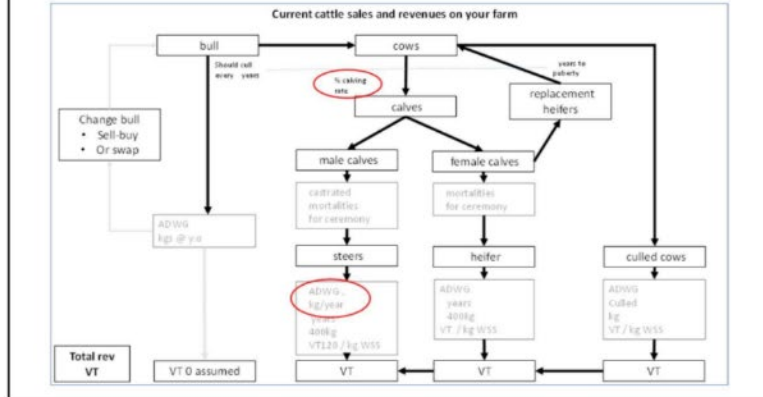 Current cattle sales and revenues on your farm
bull
cows
Should cull
every years
% calving
rate
years to
puberty
calves
replacement
heifers
Change bull
• Sell-buy
• Or swap
male calves
female calves
castrated
mortalities
for ceremony
mortalities
for ceremony
ADWG
kgs @ y.o
steers
heifer
culled cows
ADWG..
kg/year
years
400kg
VT120 / kg WSS
ADWG
years
400kg
VT / kg WSS
ADWG
Culled
kg
VT / kg WSS
Total rev
VT
VT 0 assumed
VT
VT
VT